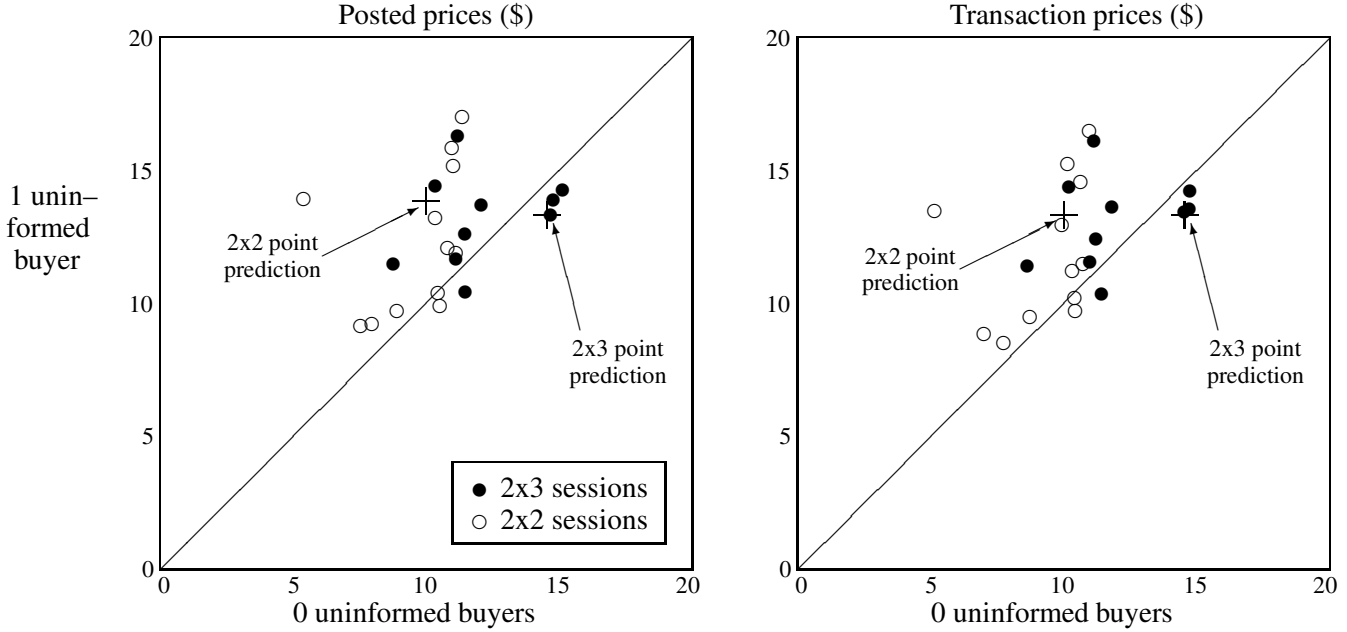 Posted prices ($)
20
15
10
5
0
0 5 10 15 20
0 uninformed buyers
1 unin–
formed
buyer
2x2 point
prediction
2x3 point
prediction
2x3 sessions
2x2 sessions
Transaction prices ($)
20
15
10
5
0
0 5 10 15 20
0 uninformed buyers
2x2 point
prediction
2x3 point
prediction